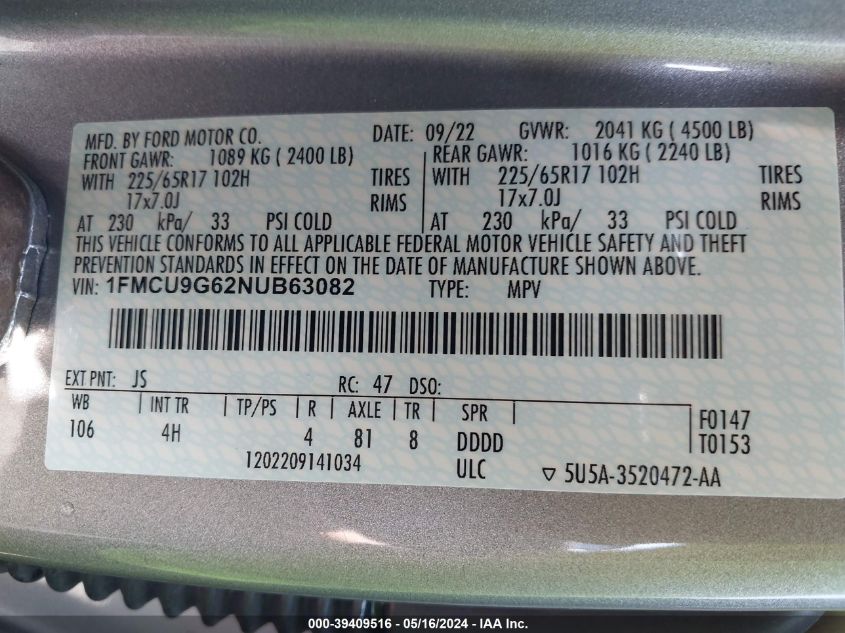 MFD. BY FORD MOTOR CO. DATE: 09/22 GVWR: 2041 KG ( 4500 LB)
FRONT GAWR: 1089 KG ( 2400 LB) REAR GAWR: 1016 KG ( 2240 LB)
WITH 225/65R17 102H TIRES WITH 225/65R17 102H TIRES
17x7.0J RIMS 17x7.0J RIMS
AT 230 kPa/ 33 PSI COLD AT 230 kPa/ 33 PSI COLD
THIS VEHICLE CONFORMS TO ALL APPLICABLE FEDERAL MOTOR VEHICLE SAFETY AND THEFT
PREVENTION STANDARDS IN EFFECT ON THE DATE OF MANUFACTURE SHOWN ABOVE.
VIN: 1FMCU9G62NUB63082 TYPE: MPV
EXT PNT: JS RC: 47 DSO:
WB | INT TR | TP/PS | R | AXLE | TR | SPR | F0147
106 4H 4 81 8 DDDD T0153
1202209141034 ULC ▽ 5U5A-3520472-AA
000-39409516 - 05/16/2024 - IAA Inc.